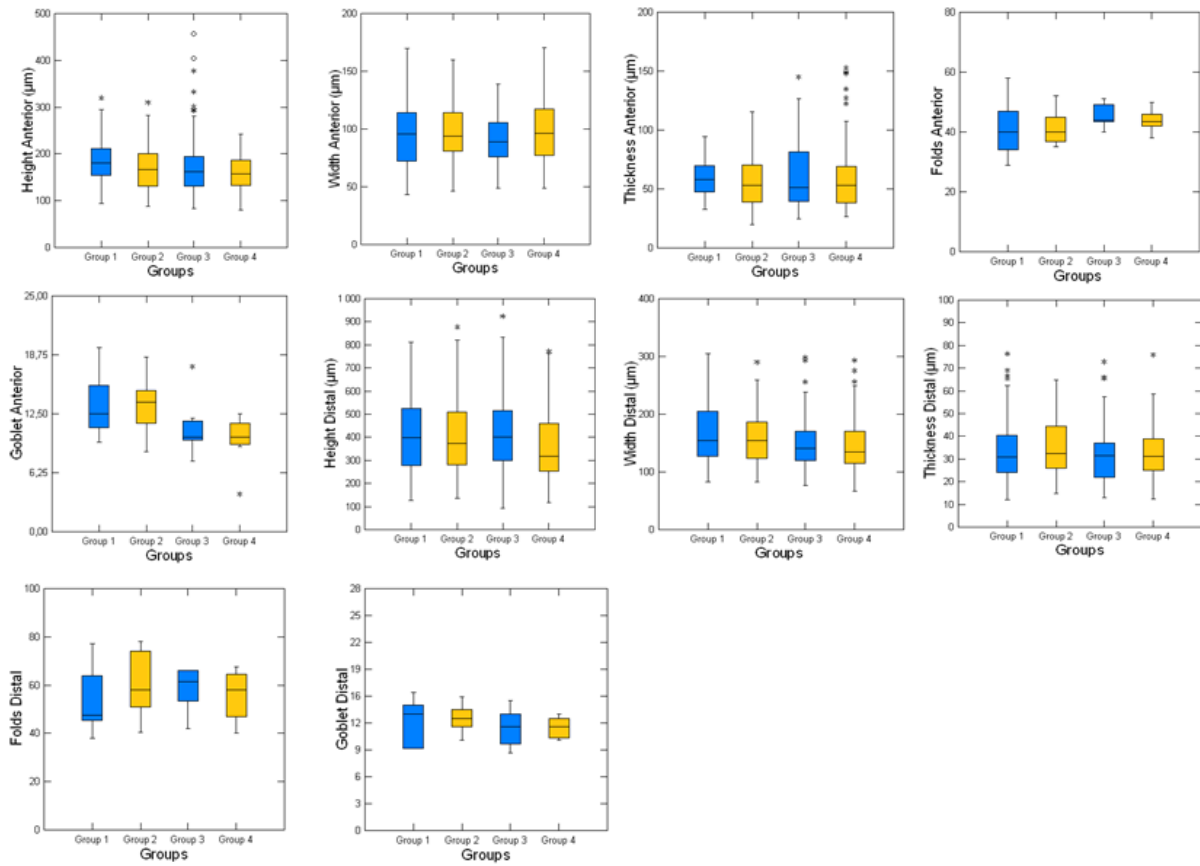 500
400
300
200
100
0
Height Anterior (µm)
Group 1 Group 2 Group 3 Group 4
Groups
200
150
100
50
0
Width Anterior (µm)
Group 1 Group 2 Group 3 Group 4
Groups
200
150
100
50
0
Thickness Anterior (µm)
Group 1 Group 2 Group 3 Group 4
Groups
80
60
40
20
0
Folds Anterior
Group 1 Group 2 Group 3 Group 4
Groups
25,00
18,75
12,50
6,25
0,00
Goblet Anterior
Group 1 Group 2 Group 3 Group 4
Groups
1 000
900
800
700
600
500
400
300
200
100
0
Height Distal (µm)
Group 1 Group 2 Group 3 Group 4
Groups
400
300
200
100
0
Width Distal (µm)
Group 1 Group 2 Group 3 Group 4
Groups
100
90
80
70
60
50
40
30
20
10
0
Thickness Distal (µm)
Group 1 Group 2 Group 3 Group 4
Groups
100
80
60
40
20
0
Folds Distal
Group 1 Group 2 Group 3 Group 4
Groups
28
25
22
19
16
12
9
6
3
0
Goblet Distal
Group 1 Group 2 Group 3 Group 4
Groups